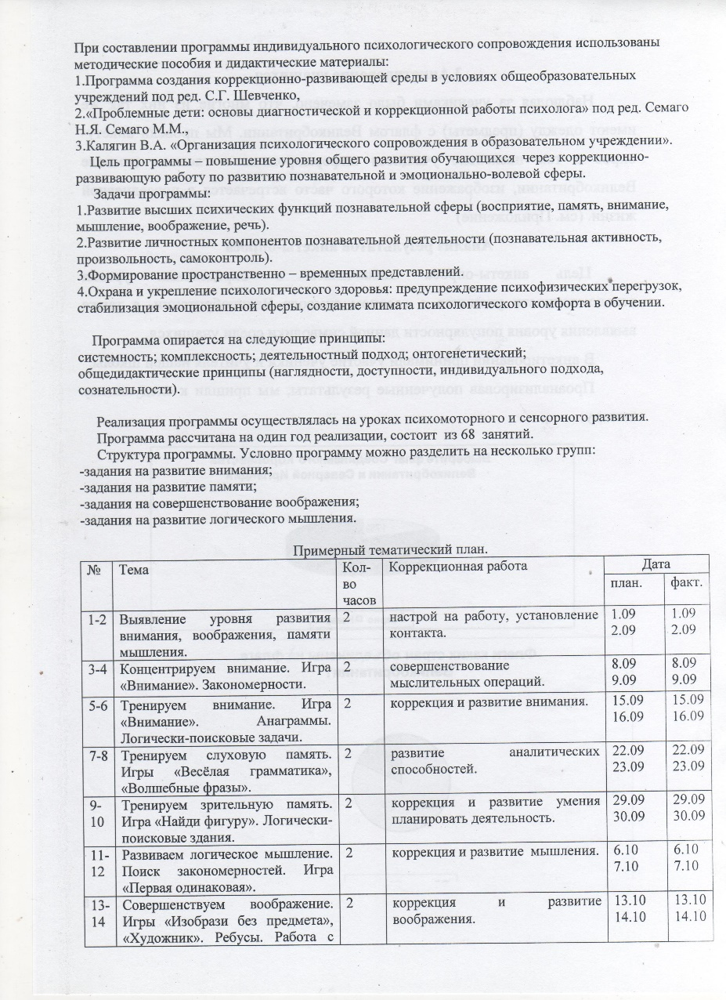 При составлении программы индивидуального психологического сопровождения использованы
методические пособия и дидактические материалы:
1.Программа создания коррекционно-развивающей среды в условиях общеобразовательных
учреждений под ред. С.Г. Шевченко,
2.«Проблемные дети: основы диагностической и коррекционной работы психолога» под ред. Семаго
Н.Я. Семаго М.М.,
3.Калягин В.А. «Организация психологического сопровождения в образовательном учреждении».
Цель программы – повышение уровня общего развития обучающихся через коррекционно-
развивающую работу по развитию познавательной и эмоционально-волевой сферы.
Задачи программы:
1.Развитие высших психических функций познавательной сферы (восприятие, память, внимание,
мышление, воображение, речь).
2.Развитие личностных компонентов познавательной деятельности (познавательная активность,
произвольность, самоконтроль).
3.Формирование пространственно – временных представлений.
4.Охрана и укрепление психологического здоровья: предупреждение психофизических перегрузок,
стабилизация эмоциональной сферы, создание климата психологического комфорта в обучении.
Программа опирается на следующие принципы:
системность; комплексность; деятельностный подход; онтогенетический;
общедидактические принципы (наглядности, доступности, индивидуального подхода,
сознательности).
Реализация программы осуществлялась на уроках психомоторного и сенсорного развития.
Программа рассчитана на один год реализации, состоит из 68 занятий.
Структура программы. Условно программу можно разделить на несколько групп:
-задания на развитие внимания;
-задания на развитие памяти;
-задания на совершенствование воображения;
-задания на развитие логического мышления.
Примерный тематический план.
№ Тема Кол- Коррекционная работа Дата
во план. факт.
часов
1-2 Выявление уровня развития 2 настрой на работу, установление 1.09 1.09
внимания, воображения, памяти контакта. 2.09 2.09
мышления.
3-4 Концентрируем внимание. Игра 2 совершенствование 8.09 8.09
«Внимание». Закономерности. мыслительных операций. 9.09 9.09
5-6 Тренируем внимание. Игра 2 коррекция и развитие внимания. 15.09 15.09
«Внимание». Анаграммы. 16.09 16.09
Логически-поисковые задачи.
7-8 Тренируем слуховую память. 2 развитие аналитических 22.09 22.09
Игры «Весёлая грамматика», способностей. 23.09 23.09
«Волшебные фразы».
9- Тренируем зрительную память. 2 коррекция и развитие умения 29.09 29.09
10 Игра «Найди фигуру». Логически- планировать деятельность. 30.09 30.09
поисковые здания.
11- Развиваем логическое мышление. 2 коррекция и развитие мышления. 6.10 6.10
12 Поиск закономерностей. Игра 7.10 7.10
«Первая одинаковая».
13- Совершенствуем воображение. 2 коррекция и развитие 13.10 13.10
14 Игры «Изобрази без предмета», воображения. 14.10 14.10
«Художник». Ребусы. Работа с